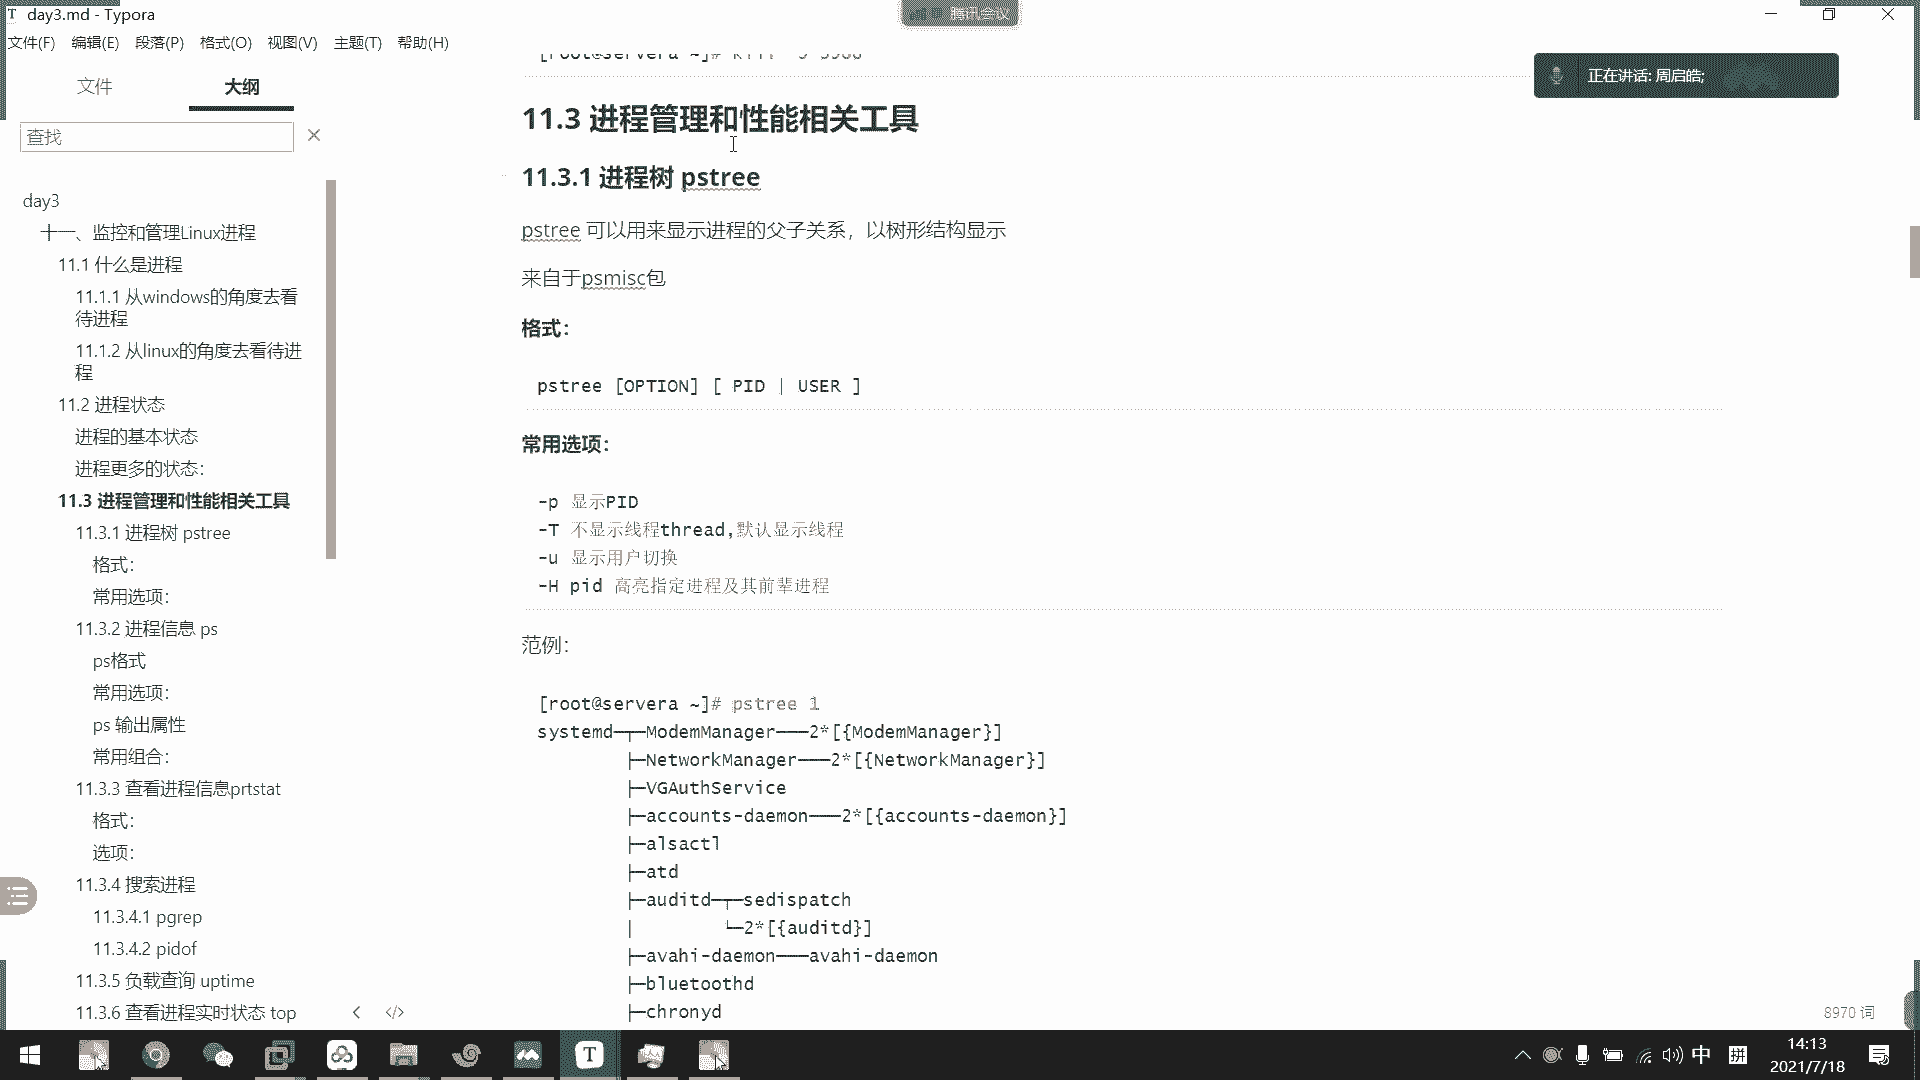 day3.md - Typora
腾讯会议
文件(F) 编辑(E) 段落(P) 格式(O) 视图(V) 主题(T) 帮助(H)
文件 大纲
查找
day3
十一、监控和管理Linux进程
11.1 什么是进程
11.1.1 从windows的角度去看
待进程
11.1.2 从linux的角度去看待进
程
11.2 进程状态
进程的基本状态
进程更多的状态：
11.3 进程管理和性能相关工具
11.3.1 进程树 pstree
格式：
常用选项：
11.3.2 进程信息 ps
ps格式
常用选项：
ps 输出属性
常用组合：
11.3.3 查看进程信息prtstat
格式：
选项：
11.3.4 搜索进程
11.3.4.1 pgrep
11.3.4.2 pidof
11.3.5 负载查询 uptime
11.3.6 查看进程实时状态 top
正在讲话: 周启皓;
11.3 进程管理和性能相关工具
11.3.1 进程树 pstree
pstree 可以用来显示进程的父子关系，以树形结构显示
来自于psmisc包
格式：
pstree [OPTION] [ PID | USER ]
常用选项：
-p 显示PID
-T 不显示线程thread,默认显示线程
-u 显示用户切换
-H pid 高亮指定进程及其前辈进程
范例：
[root@servera ~]# pstree 1
systemd─┬─ModemManager───2*[{ModemManager}]
├─NetworkManager───2*[{NetworkManager}]
├─VGAuthService
├─accounts-daemon───2*[{accounts-daemon}]
├─alsactl
├─atd
├─auditd─┬─sedispatch
│ └─2*[{auditd}]
├─avahi-daemon───avahi-daemon
├─bluetoothd
├─chronyd
8970 词
中 拼
14:13
2021/7/18